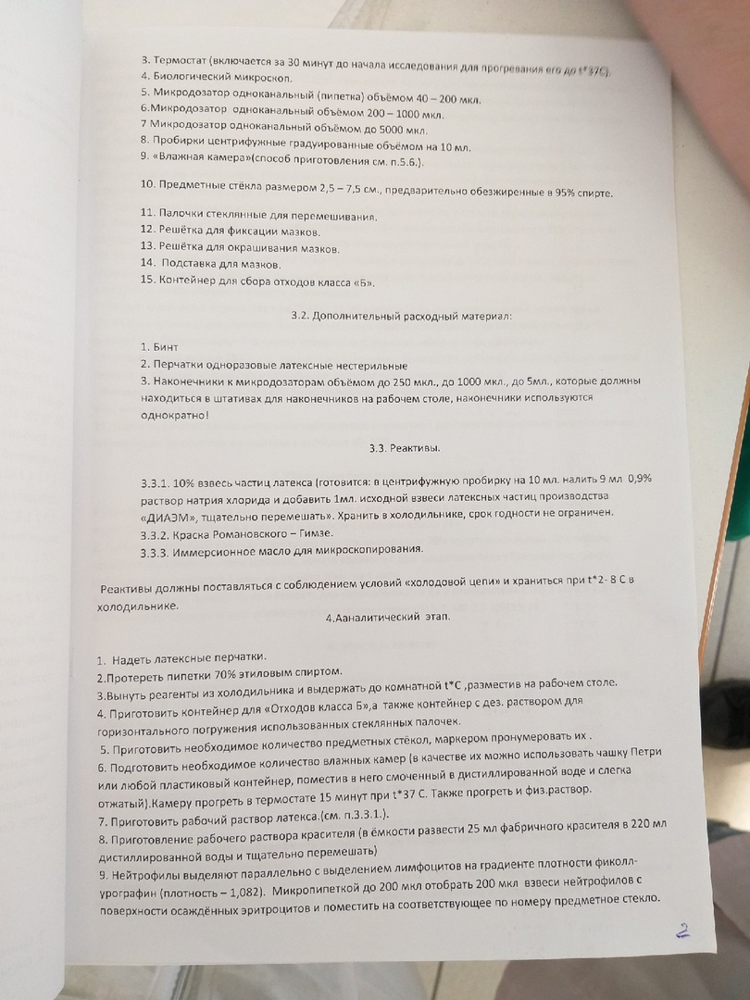 3. Термостат (включается за 30 минут до начала исследования для прогревания его до t*37С).
4. Биологический микроскоп.
5. Микродозатор одноканальный (пипетка) объёмом 40 – 200 мкл.
6.Микродозатор одноканальный объёмом 200 – 1000 мкл.
7 Микродозатор одноканальный объёмом до 5000 мкл.
8. Пробирки центрифужные градуированные объёмом на 10 мл.
9. «Влажная камера»(способ приготовления см. п.5.6.).
10. Предметные стёкла размером 2,5 – 7,5 см., предварительно обезжиренные в 95% спирте.
11. Палочки стеклянные для перемешивания.
12. Решётка для фиксации мазков.
13. Решётка для окрашивания мазков.
14. Подставка для мазков.
15. Контейнер для сбора отходов класса «Б».
3.2. Дополнительный расходный материал:
1. Бинт
2. Перчатки одноразовые латексные нестерильные
3. Наконечники к микродозаторам объёмом до 250 мкл., до 1000 мкл., до 5мл., которые должны
находиться в штативах для наконечников на рабочем столе, наконечники используются
однократно!
3.3. Реактивы.
3.3.1. 10% взвесь частиц латекса (готовится: в центрифужную пробирку на 10 мл. налить 9 мл 0,9%
раствор натрия хлорида и добавить 1мл. исходной взвеси латексных частиц производства
«ДИАЭМ», тщательно перемешать». Хранить в холодильнике, срок годности не ограничен.
3.3.2. Краска Романовского – Гимзе.
3.3.3. Иммерсионное масло для микроскопирования.
Реактивы должны поставляться с соблюдением условий «холодовой цепи» и храниться при t*2- 8 С в
холодильнике.
4.Ааналитический этап.
1. Надеть латексные перчатки.
2.Протереть пипетки 70% этиловым спиртом.
3.Вынуть реагенты из холодильника и выдержать до комнатной t*С ,разместив на рабочем столе.
4. Приготовить контейнер для «Отходов класса Б»,а также контейнер с дез. раствором для
горизонтального погружения использованных стеклянных палочек.
5. Приготовить необходимое количество предметных стёкол, маркером пронумеровать их .
6. Подготовить необходимое количество влажных камер (в качестве их можно использовать чашку Петри
или любой пластиковый контейнер, поместив в него смоченный в дистиллированной воде и слегка
отжатый).Камеру прогреть в термостате 15 минут при t*37 С. Также прогреть и физ.раствор.
7. Приготовить рабочий раствор латекса.(см. п.3.3.1.).
8. Приготовление рабочего раствора красителя (в ёмкости развести 25 мл фабричного красителя в 220 мл
дистиллированной воды и тщательно перемешать)
9. Нейтрофилы выделяют параллельно с выделением лимфоцитов на градиенте плотности фиколл-
урографин (плотность – 1,082). Микропипеткой до 200 мкл отобрать 200 мкл взвеси нейтрофилов с
поверхности осаждённых эритроцитов и поместить на соответствующее по номеру предметное стекло.
2